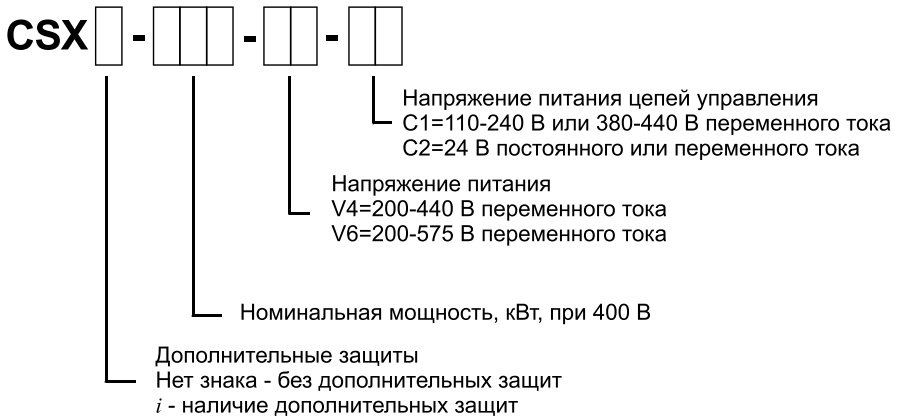 CSX - - -
Напряжение питания цепей управления
C1=110-240 В или 380-440 В переменного тока
C2=24 В постоянного или переменного тока
Напряжение питания
V4=200-440 В переменного тока
V6=200-575 В переменного тока
Номинальная мощность, кВт, при 400 В
Дополнительные защиты
Нет знака - без дополнительных защит
i - наличие дополнительных защит